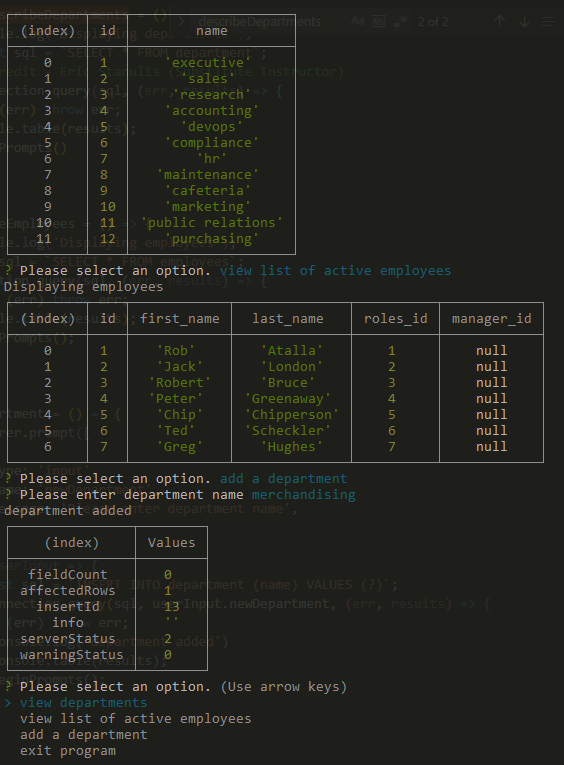 describeDepartments 2 of 2
(index) id name
0 1 'executive'
1 2 'sales'
2 3 'research'
3 4 'accounting'
4 5 'devops'
5 6 'compliance'
6 7 'hr'
7 8 'maintenance'
8 9 'cafeteria'
9 10 'marketing'
10 11 'public relations'
11 12 'purchasing'
? Please select an option. view list of active employees
Displaying employees
(index) id first_name last_name roles_id manager_id
0 1 'Rob' 'Atalla' 1 null
1 2 'Jack' 'London' 2 null
2 3 'Robert' 'Bruce' 3 null
3 4 'Peter' 'Greenaway' 4 null
4 5 'Chip' 'Chipperson' 5 null
5 6 'Ted' 'Scheckler' 6 null
6 7 'Greg' 'Hughes' 7 null
? Please select an option. add a department
? Please enter department name merchandising
department added
(index) Values
fieldCount 0
affectedRows 1
insertId 13
info ''
serverStatus 2
warningStatus 0
? Please select an option. (Use arrow keys)
> view departments
view list of active employees
add a department
exit program